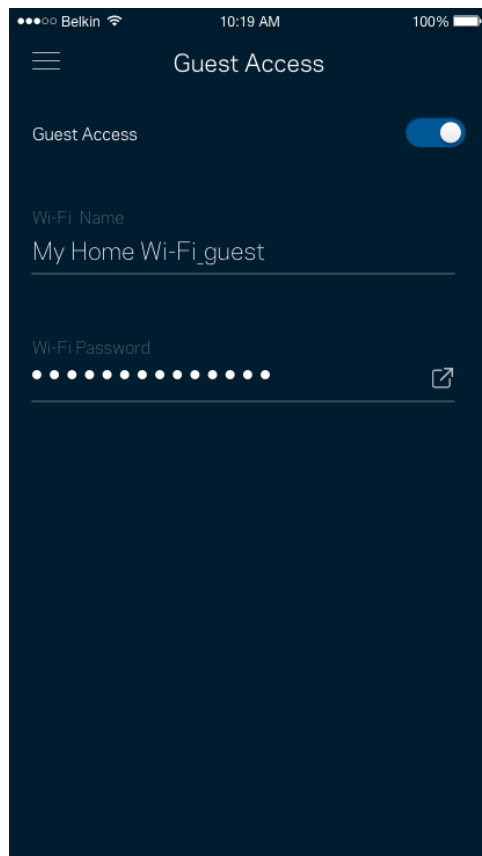 Belkin 10:19 AM 100%
Guest Access
Guest Access
Wi-Fi Name
My Home Wi-Fi_guest
Wi-Fi Password
●●●●●●●●●●●●●●